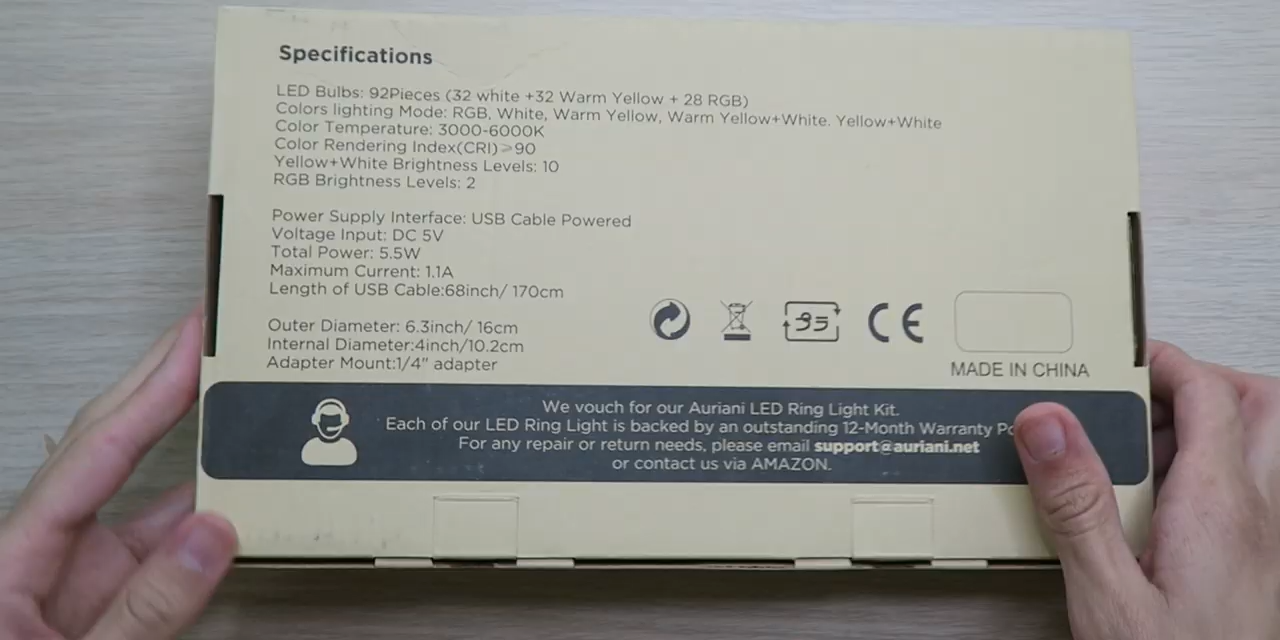 Specifications
LED Bulbs: 92Pieces (32 white +32 Warm Yellow + 28 RGB)
Colors lighting Mode: RGB, White, Warm Yellow, Warm Yellow+White. Yellow+White
Color Temperature: 3000-6000K
Color Rendering Index(CRI)≥90
Yellow+White Brightness Levels: 10
RGB Brightness Levels: 2
Power Supply Interface: USB Cable Powered
Voltage Input: DC 5V
Total Power: 5.5W
Maximum Current: 1.1A
Length of USB Cable:68inch/ 170cm
Outer Diameter: 6.3inch/ 16cm
Internal Diameter:4inch/10.2cm
Adapter Mount:1/4" adapter
CE
MADE IN CHINA
We vouch for our Auriani LED Ring Light Kit.
Each of our LED Ring Light is backed by an outstanding 12-Month Warranty
For any repair or return needs, please email support@auriani.net
or contact us via AMAZON.